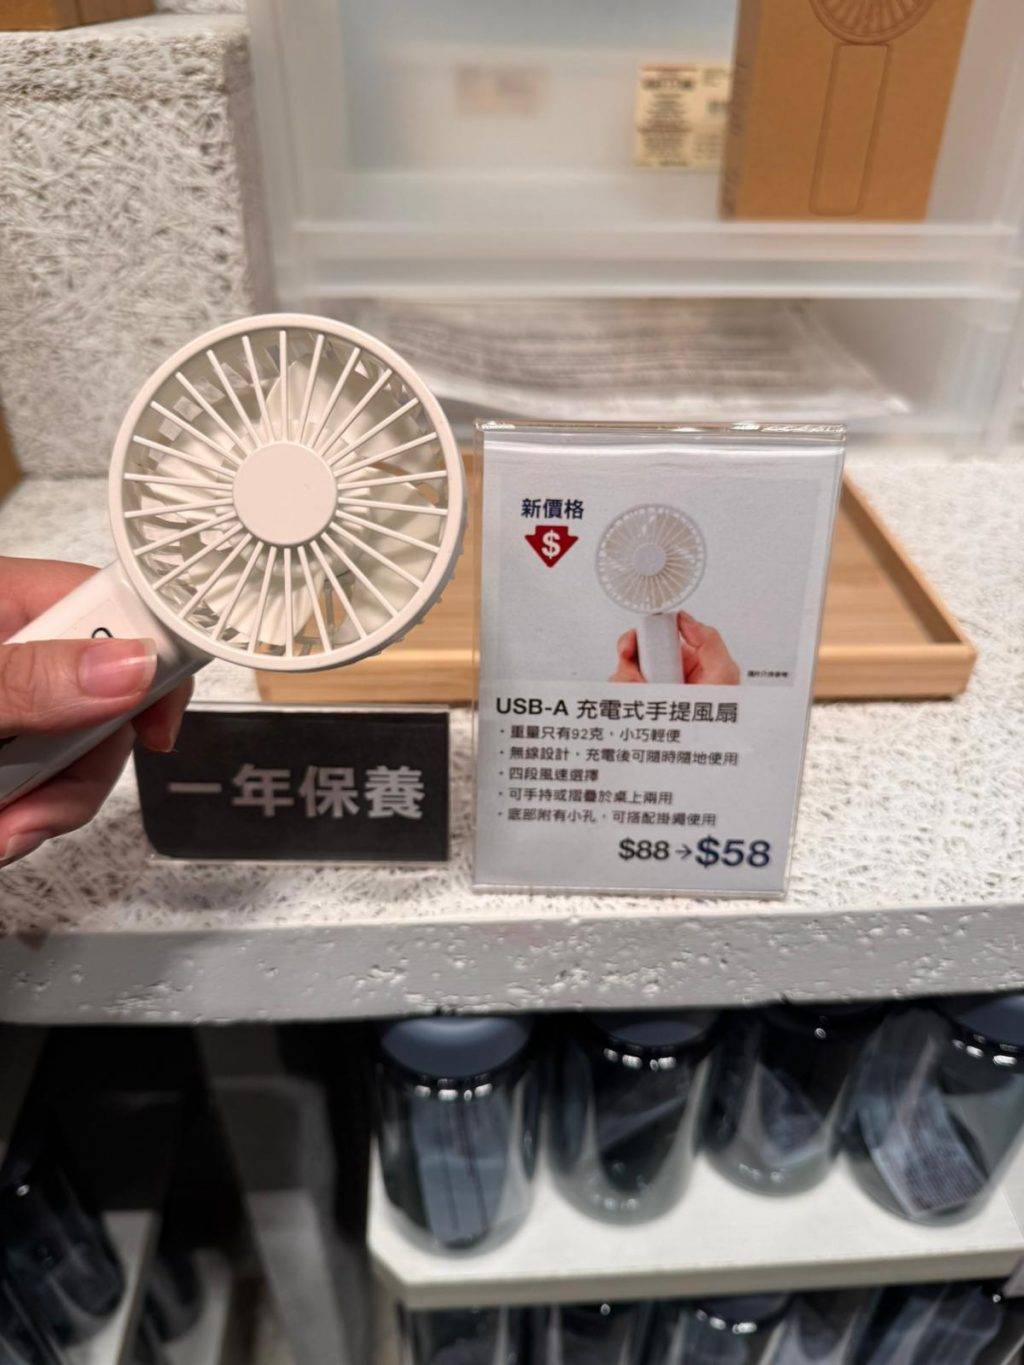 新價格
$
USB-A 充電式手提風扇
・重量只有92克，小巧輕便
・無線設計，充電後可隨時隨地使用
・四段風速選擇
・可手持或摺疊於桌上兩用
・底部附有小孔，可搭配掛繩使用
$88→$58
一年保養